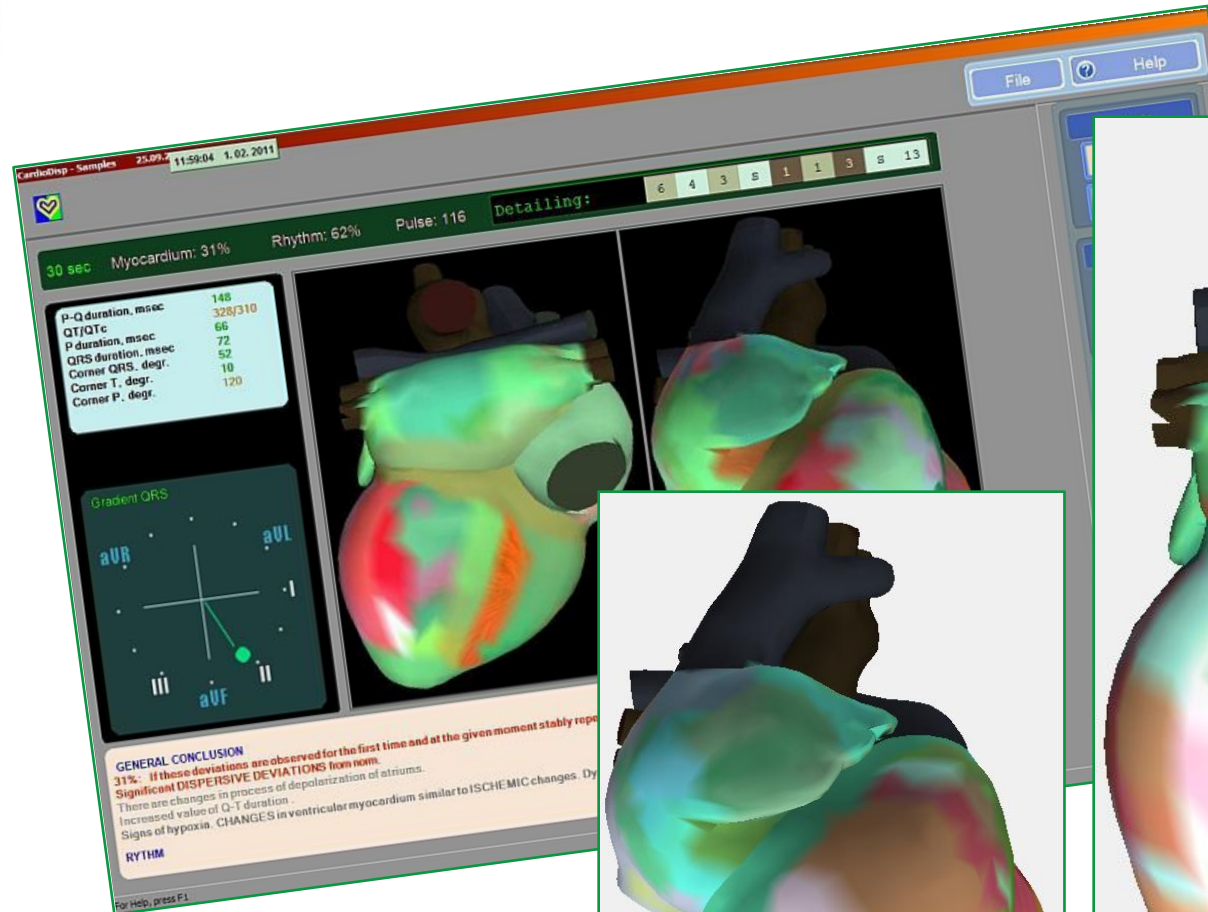 File
Help
CardioDisp - Samples 25.09.2
11:59:04 1. 02. 2011
30 sec Myocardium: 31% Rhythm: 62% Pulse: 116 Detailing: 6 4 3 S 1 1 3 S 13
P-Q duration, msec 148
QT/QTc 328/310
P duration, msec 66
QRS duration, msec 72
Corner QRS, degr. 52
Corner T, degr. 10
Corner P, degr. 120
Gradient QRS
aVR
aVL
I
II
III
aVF
GENERAL CONCLUSION
31%: If these deviations are observed for the first time and at the given moment stably repe
Significant DISPERSIVE DEVIATIONS from norm.
There are changes in process of depolarization of atriums.
Increased value of Q-T duration .
Signs of hypoxia. CHANGES in ventricular myocardium similar to ISCHEMIC changes. Dy
RYTHM
For Help, press F1